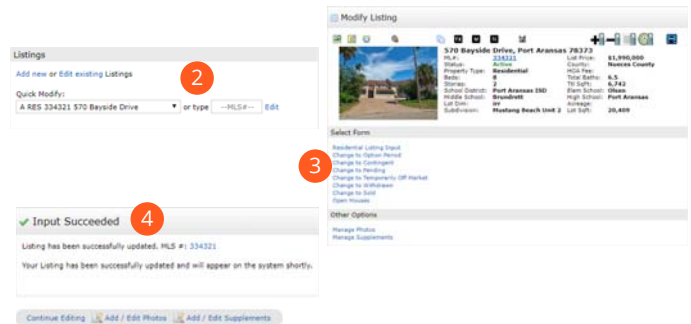 Listings
Add new or Edit existing Listings
2
Quick Modify:
A RES 334321 570 Bayside Drive or type --MLS#-- Edit
Modify Listing
570 Bayside Drive, Port Aransas 78373
MLS #: 334321 List Price: $1,990,000
Status: Active County: Nueces County
Property Type: Residential HOA Fee:
Beds: 8 Total Baths: 6.5
Stories: 2 Ttl Sqft: 6,742
School District: Port Aransas ISD Elem School: Olsen
Middle School: Brundrett High School: Port Aransas
Lot Dim: irr Acreage:
Subdivision: Mustang Beach Unit 2 Lot Sqft: 20,409
Select Form
3
Residential Listing Input
Change to Option Period
Change to Contingent
Change to Pending
Change to Temporarily Off Market
Change to Withdrawn
Change to Sold
Open Houses
Other Options
Manage Photos
Manage Supplements
Input Succeeded
4
Listing has been successfully updated. MLS #: 334321
Your Listing has been successfully updated and will appear on the system shortly.
Continue Editing Add / Edit Photos Add / Edit Supplements